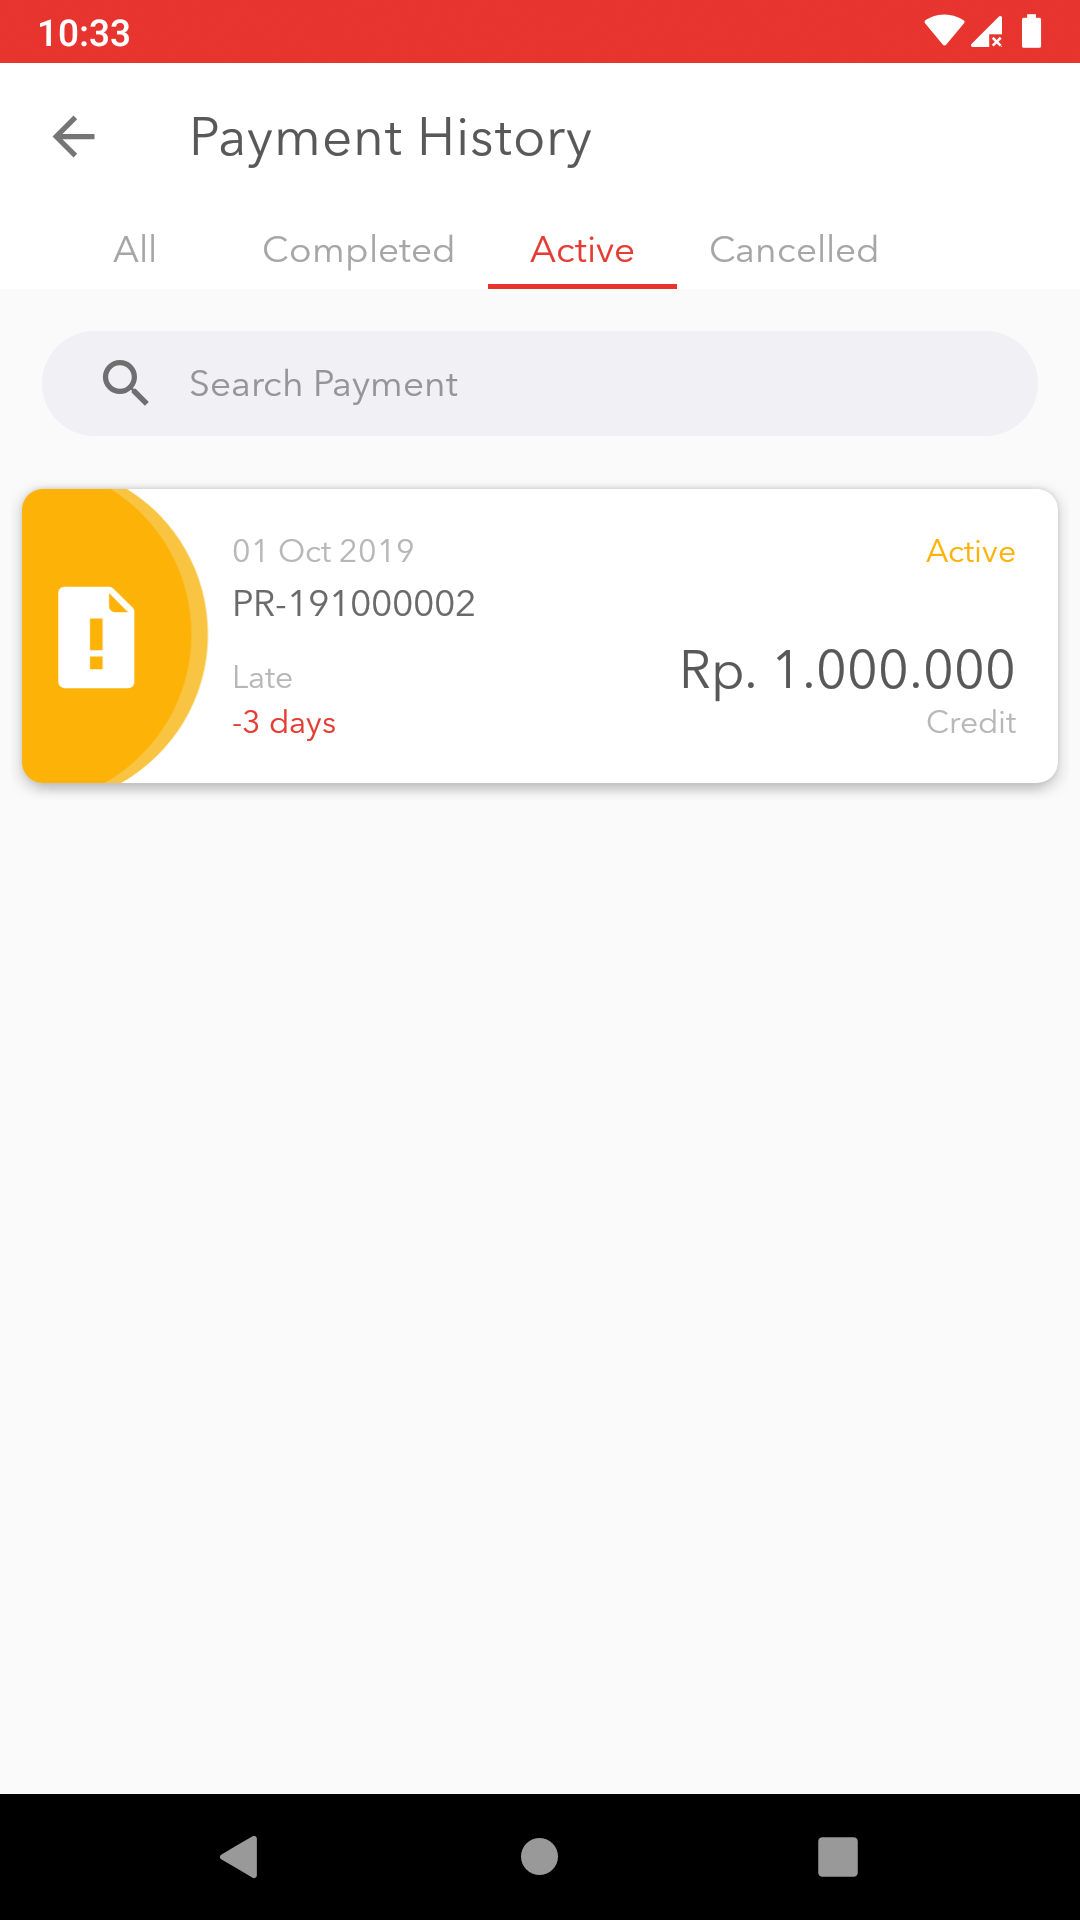 10:33
Payment History
All Completed Active Cancelled
Search Payment
01 Oct 2019 Active
PR-191000002
Rp. 1.000.000
Late
-3 days Credit